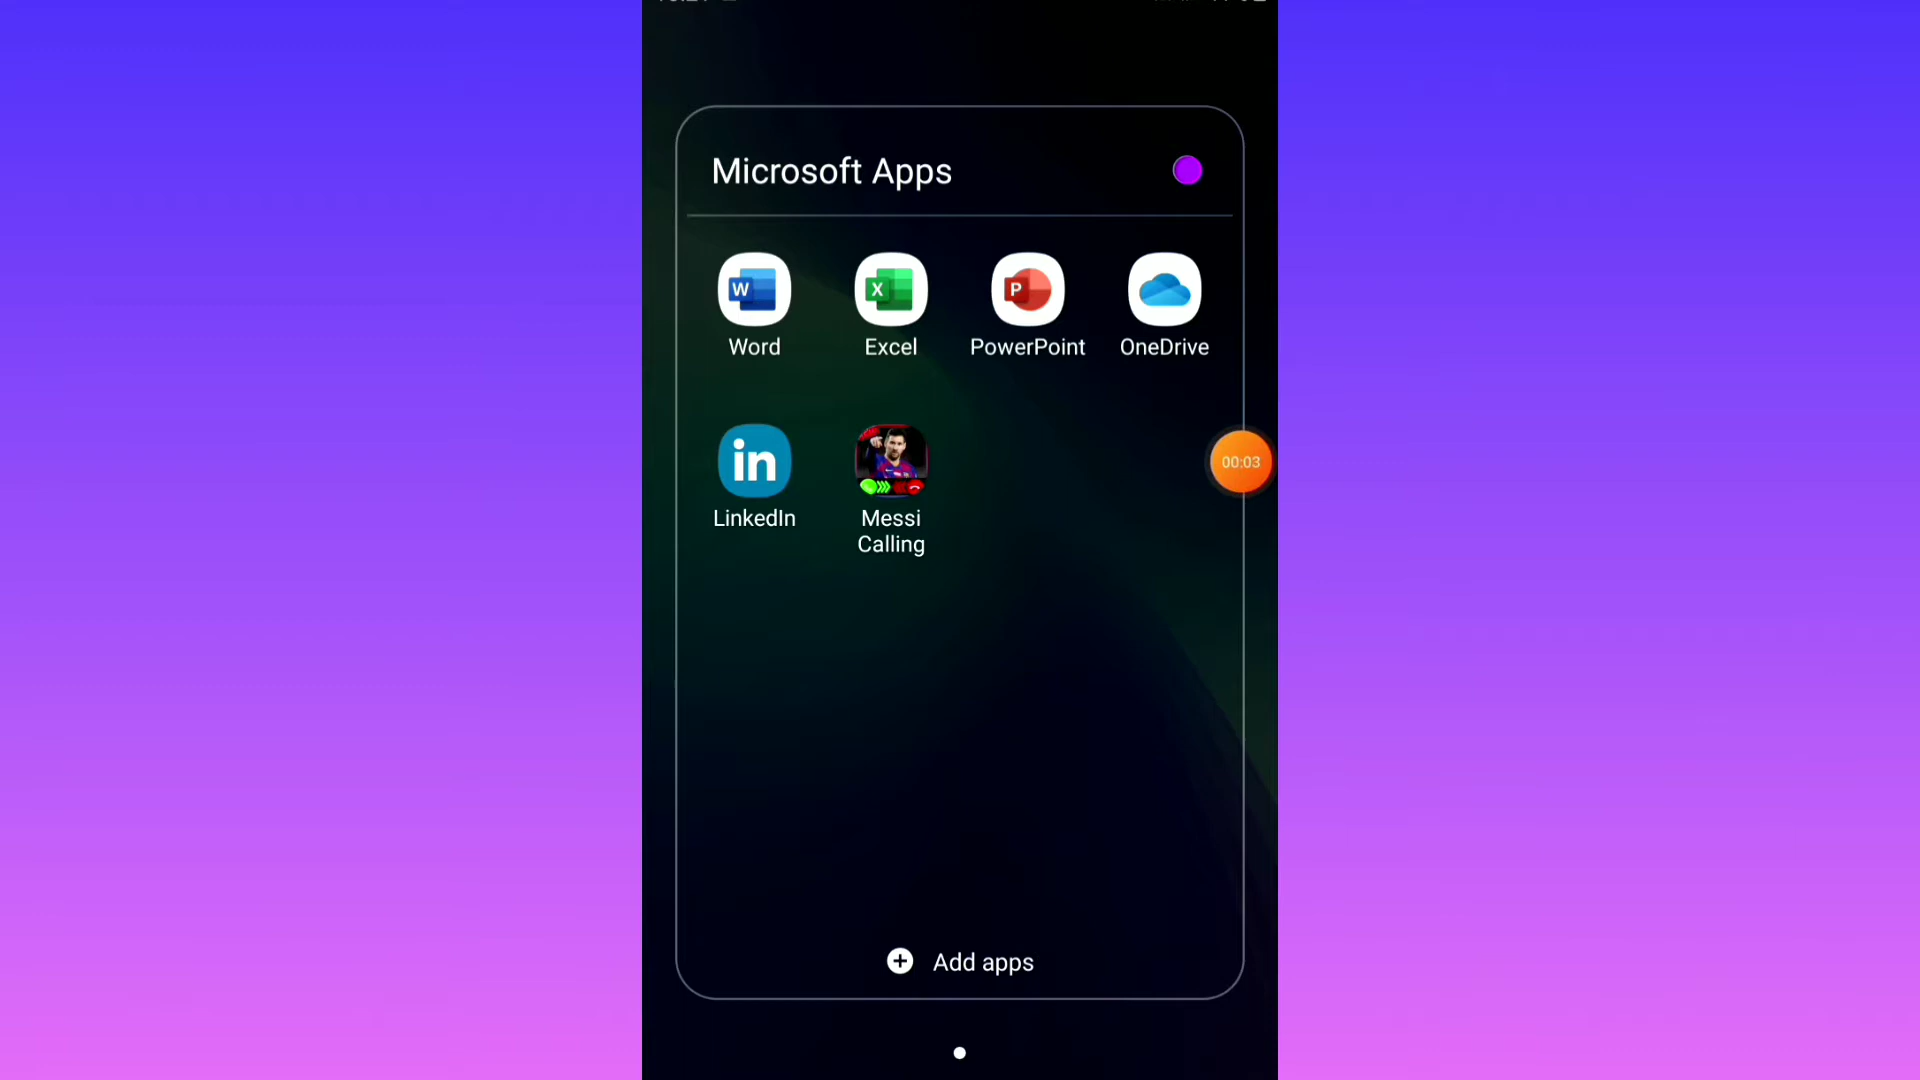 Microsoft Apps
Word
Excel
PowerPoint
OneDrive
LinkedIn
Messi
Calling
00:03
Add apps